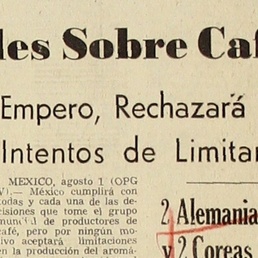 les Sobre Caf
Empero, Rechazará
Intentos de Limitar
MEXICO, agosto 1 (OPG
V).— México cumplirá con
todas y cada una de las de-
cisiones que tome el grupo
mundial de productores de
café, pero por ningún mo-
tivo aceptará limitaciones
en la producción del aromá-
2 Alemania
y 2 Coreas